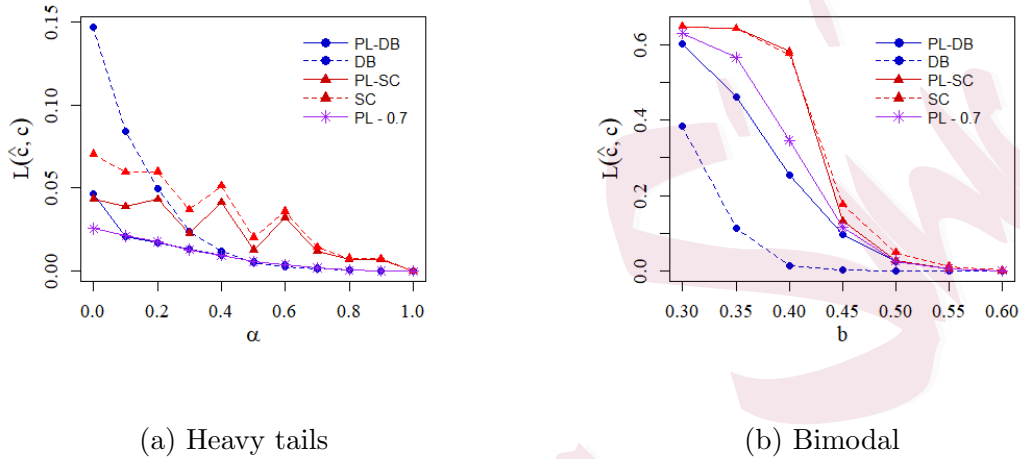 0.15
0.10
0.05
0.00
L(ĉ, c)
PL-DB
DB
PL-SC
SC
PL - 0.7
0.0 0.2 0.4 0.6 0.8 1.0
α
(a) Heavy tails
0.6
0.4
0.2
0.0
L(ĉ, c)
PL-DB
DB
PL-SC
SC
PL - 0.7
0.30 0.35 0.40 0.45 0.50 0.55 0.60
b
(b) Bimodal